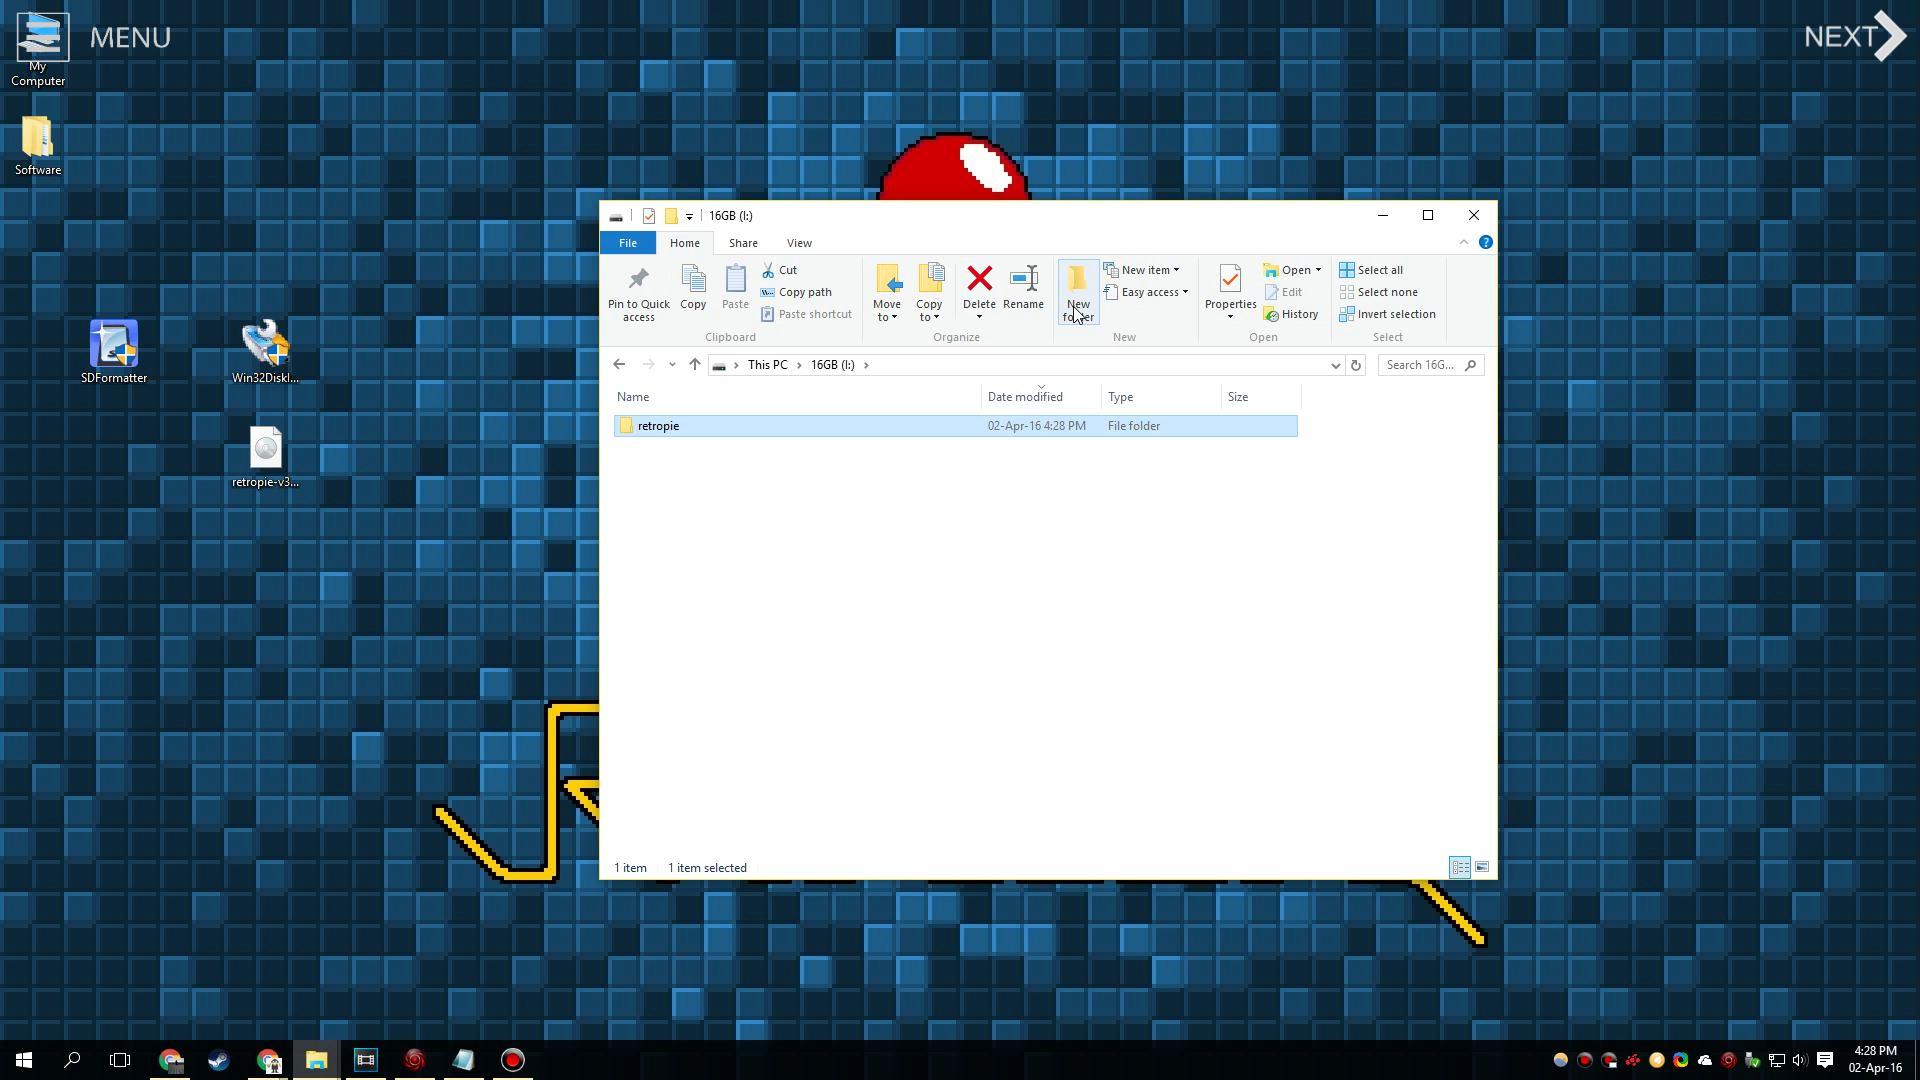 MENU
NEXT
My
Computer
Software
SDFormatter
Win32DiskI...
retropie-v3...
16GB (I:)
File
Home
Share
View
Pin to Quick
access
Copy
Paste
Cut
Copy path
Paste shortcut
Clipboard
Move
to
Copy
to
Delete
Rename
Organize
New
folder
New item
Easy access
New
Properties
Open
Edit
History
Open
Select all
Select none
Invert selection
Select
This PC
16GB (I:)
Search 16G...
Name
Date modified
Type
Size
retropie
02-Apr-16 4:28 PM
File folder
1 item
1 item selected
4:28 PM
02-Apr-16